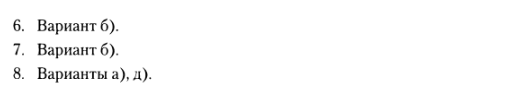 6. Вариант б).
7. Вариант б).
8. Варианты а), д).